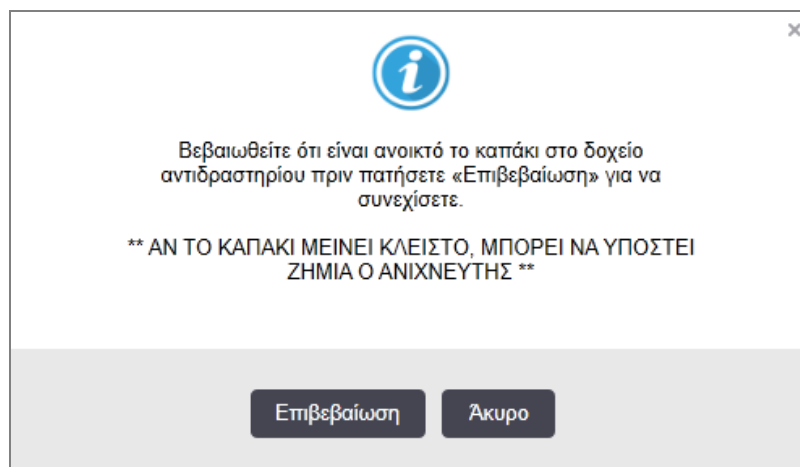 Βεβαιωθείτε ότι είναι ανοικτό το καπάκι στο δοχείο
αντιδραστηρίου πριν πατήσετε «Επιβεβαίωση» για να
συνεχίσετε.
** ΑΝ ΤΟ ΚΑΠΑΚΙ ΜΕΙΝΕΙ ΚΛΕΙΣΤΟ, ΜΠΟΡΕΙ ΝΑ ΥΠΟΣΤΕΙ
ΖΗΜΙΑ Ο ΑΝΙΧΝΕΥΤΗΣ **
Επιβεβαίωση Άκυρο